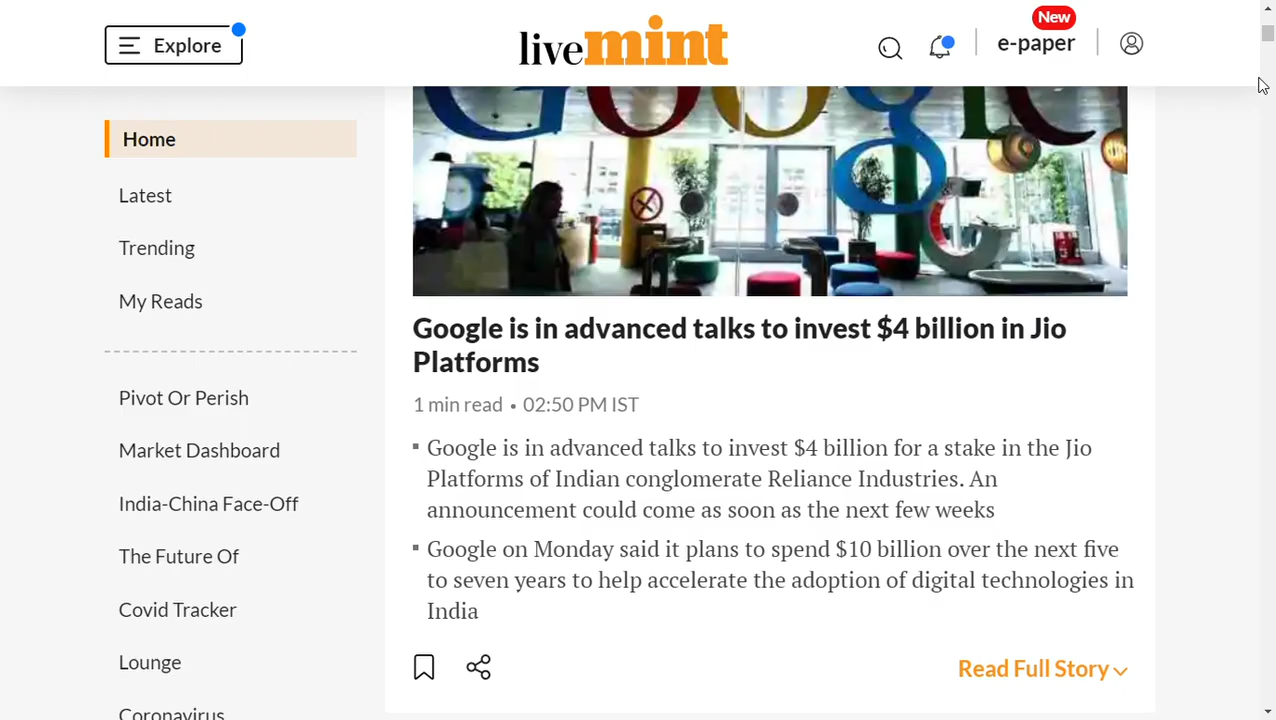 New
Explore
livemint
e-paper
Google
Home
Latest
Trending
My Reads
Pivot Or Perish
Market Dashboard
India-China Face-Off
The Future Of
Covid Tracker
Lounge
Coronavirus
Google is in advanced talks to invest $4 billion in Jio
Platforms
1 min read • 02:50 PM IST
▪ Google is in advanced talks to invest $4 billion for a stake in the Jio
Platforms of Indian conglomerate Reliance Industries. An
announcement could come as soon as the next few weeks
▪ Google on Monday said it plans to spend $10 billion over the next five
to seven years to help accelerate the adoption of digital technologies in
India
Read Full Story